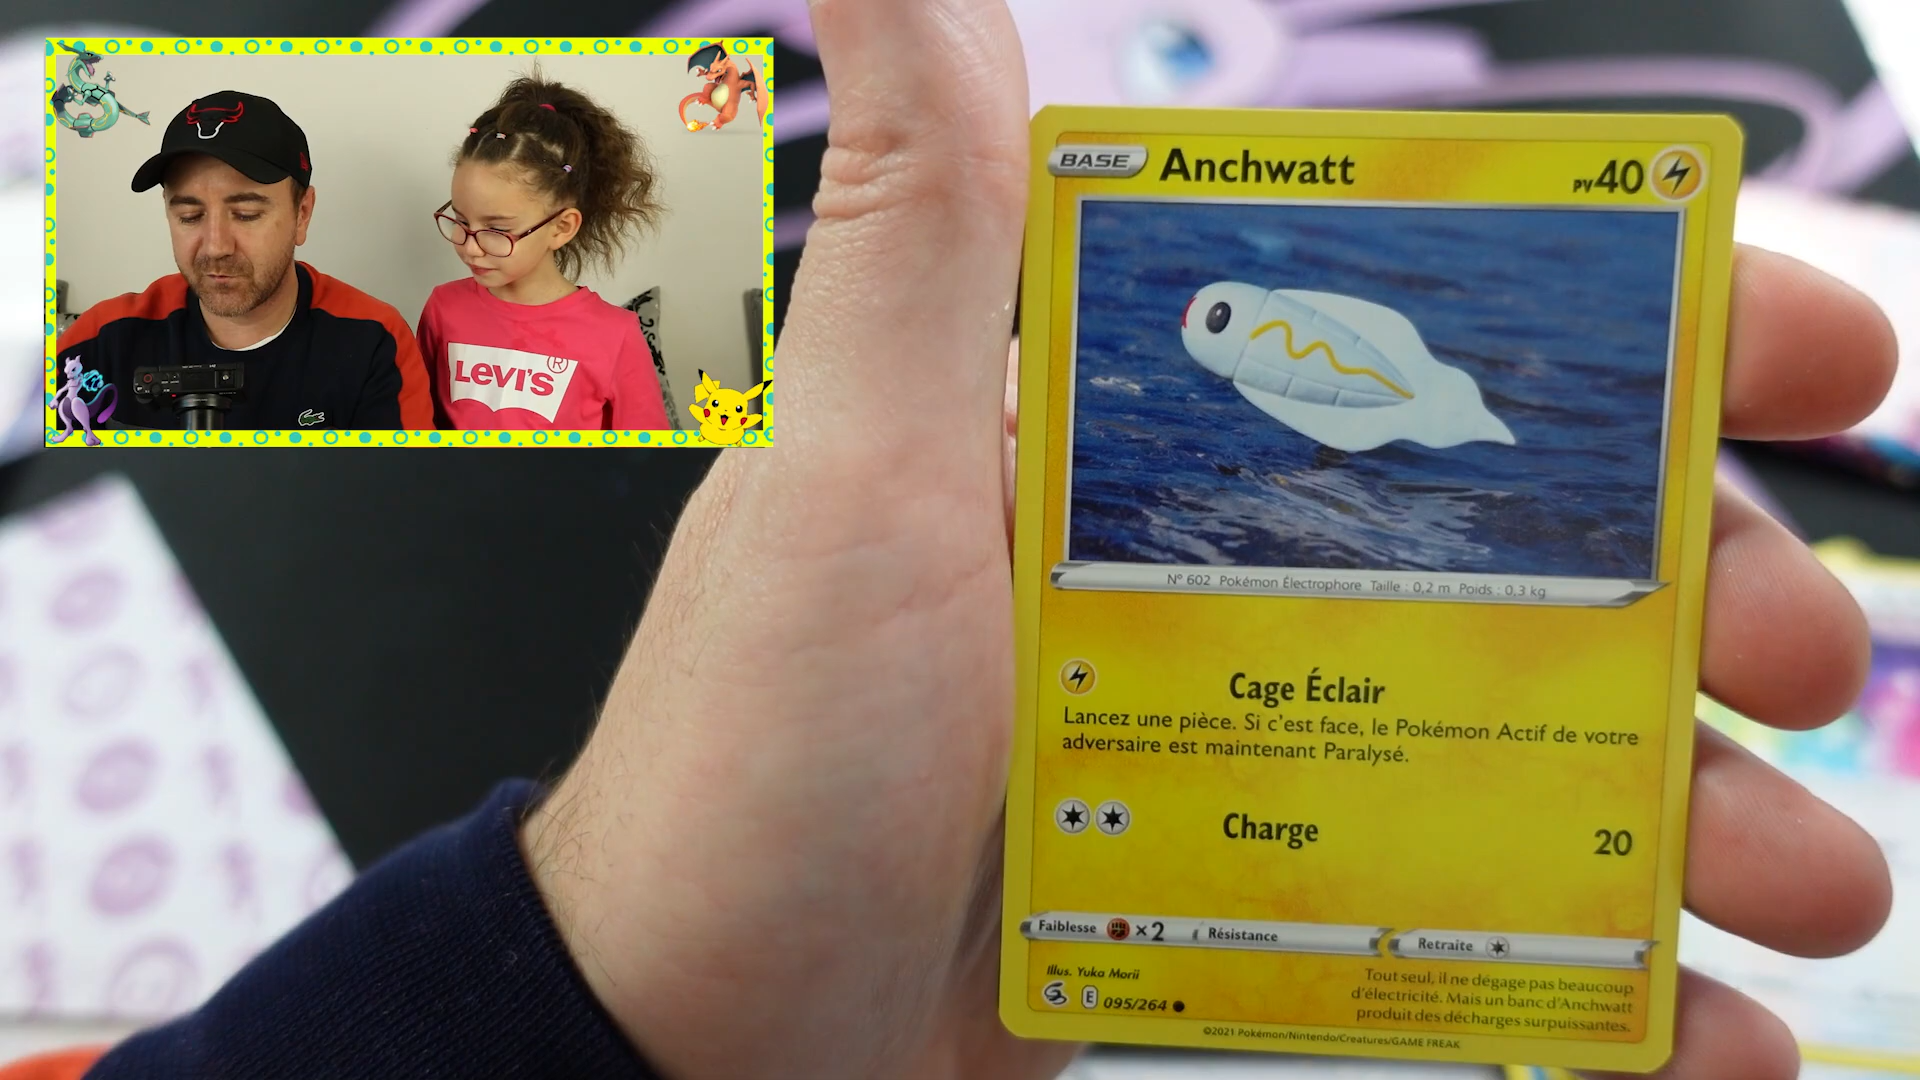 LEVI'S®
BASE Anchwatt PV40
N° 602 Pokémon Électrophore Taille : 0,2 m Poids : 0,3 kg
Cage Éclair
Lancez une pièce. Si c'est face, le Pokémon Actif de votre
adversaire est maintenant Paralysé.
Charge 20
Faiblesse ×2 Résistance Retraite
Illus. Yuka Morii
E 095/264
Tout seul, il ne dégage pas beaucoup
d'électricité. Mais un banc d'Anchwatt
produit des décharges surpuissantes.
©2021 Pokémon/Nintendo/Creatures/GAME FREAK